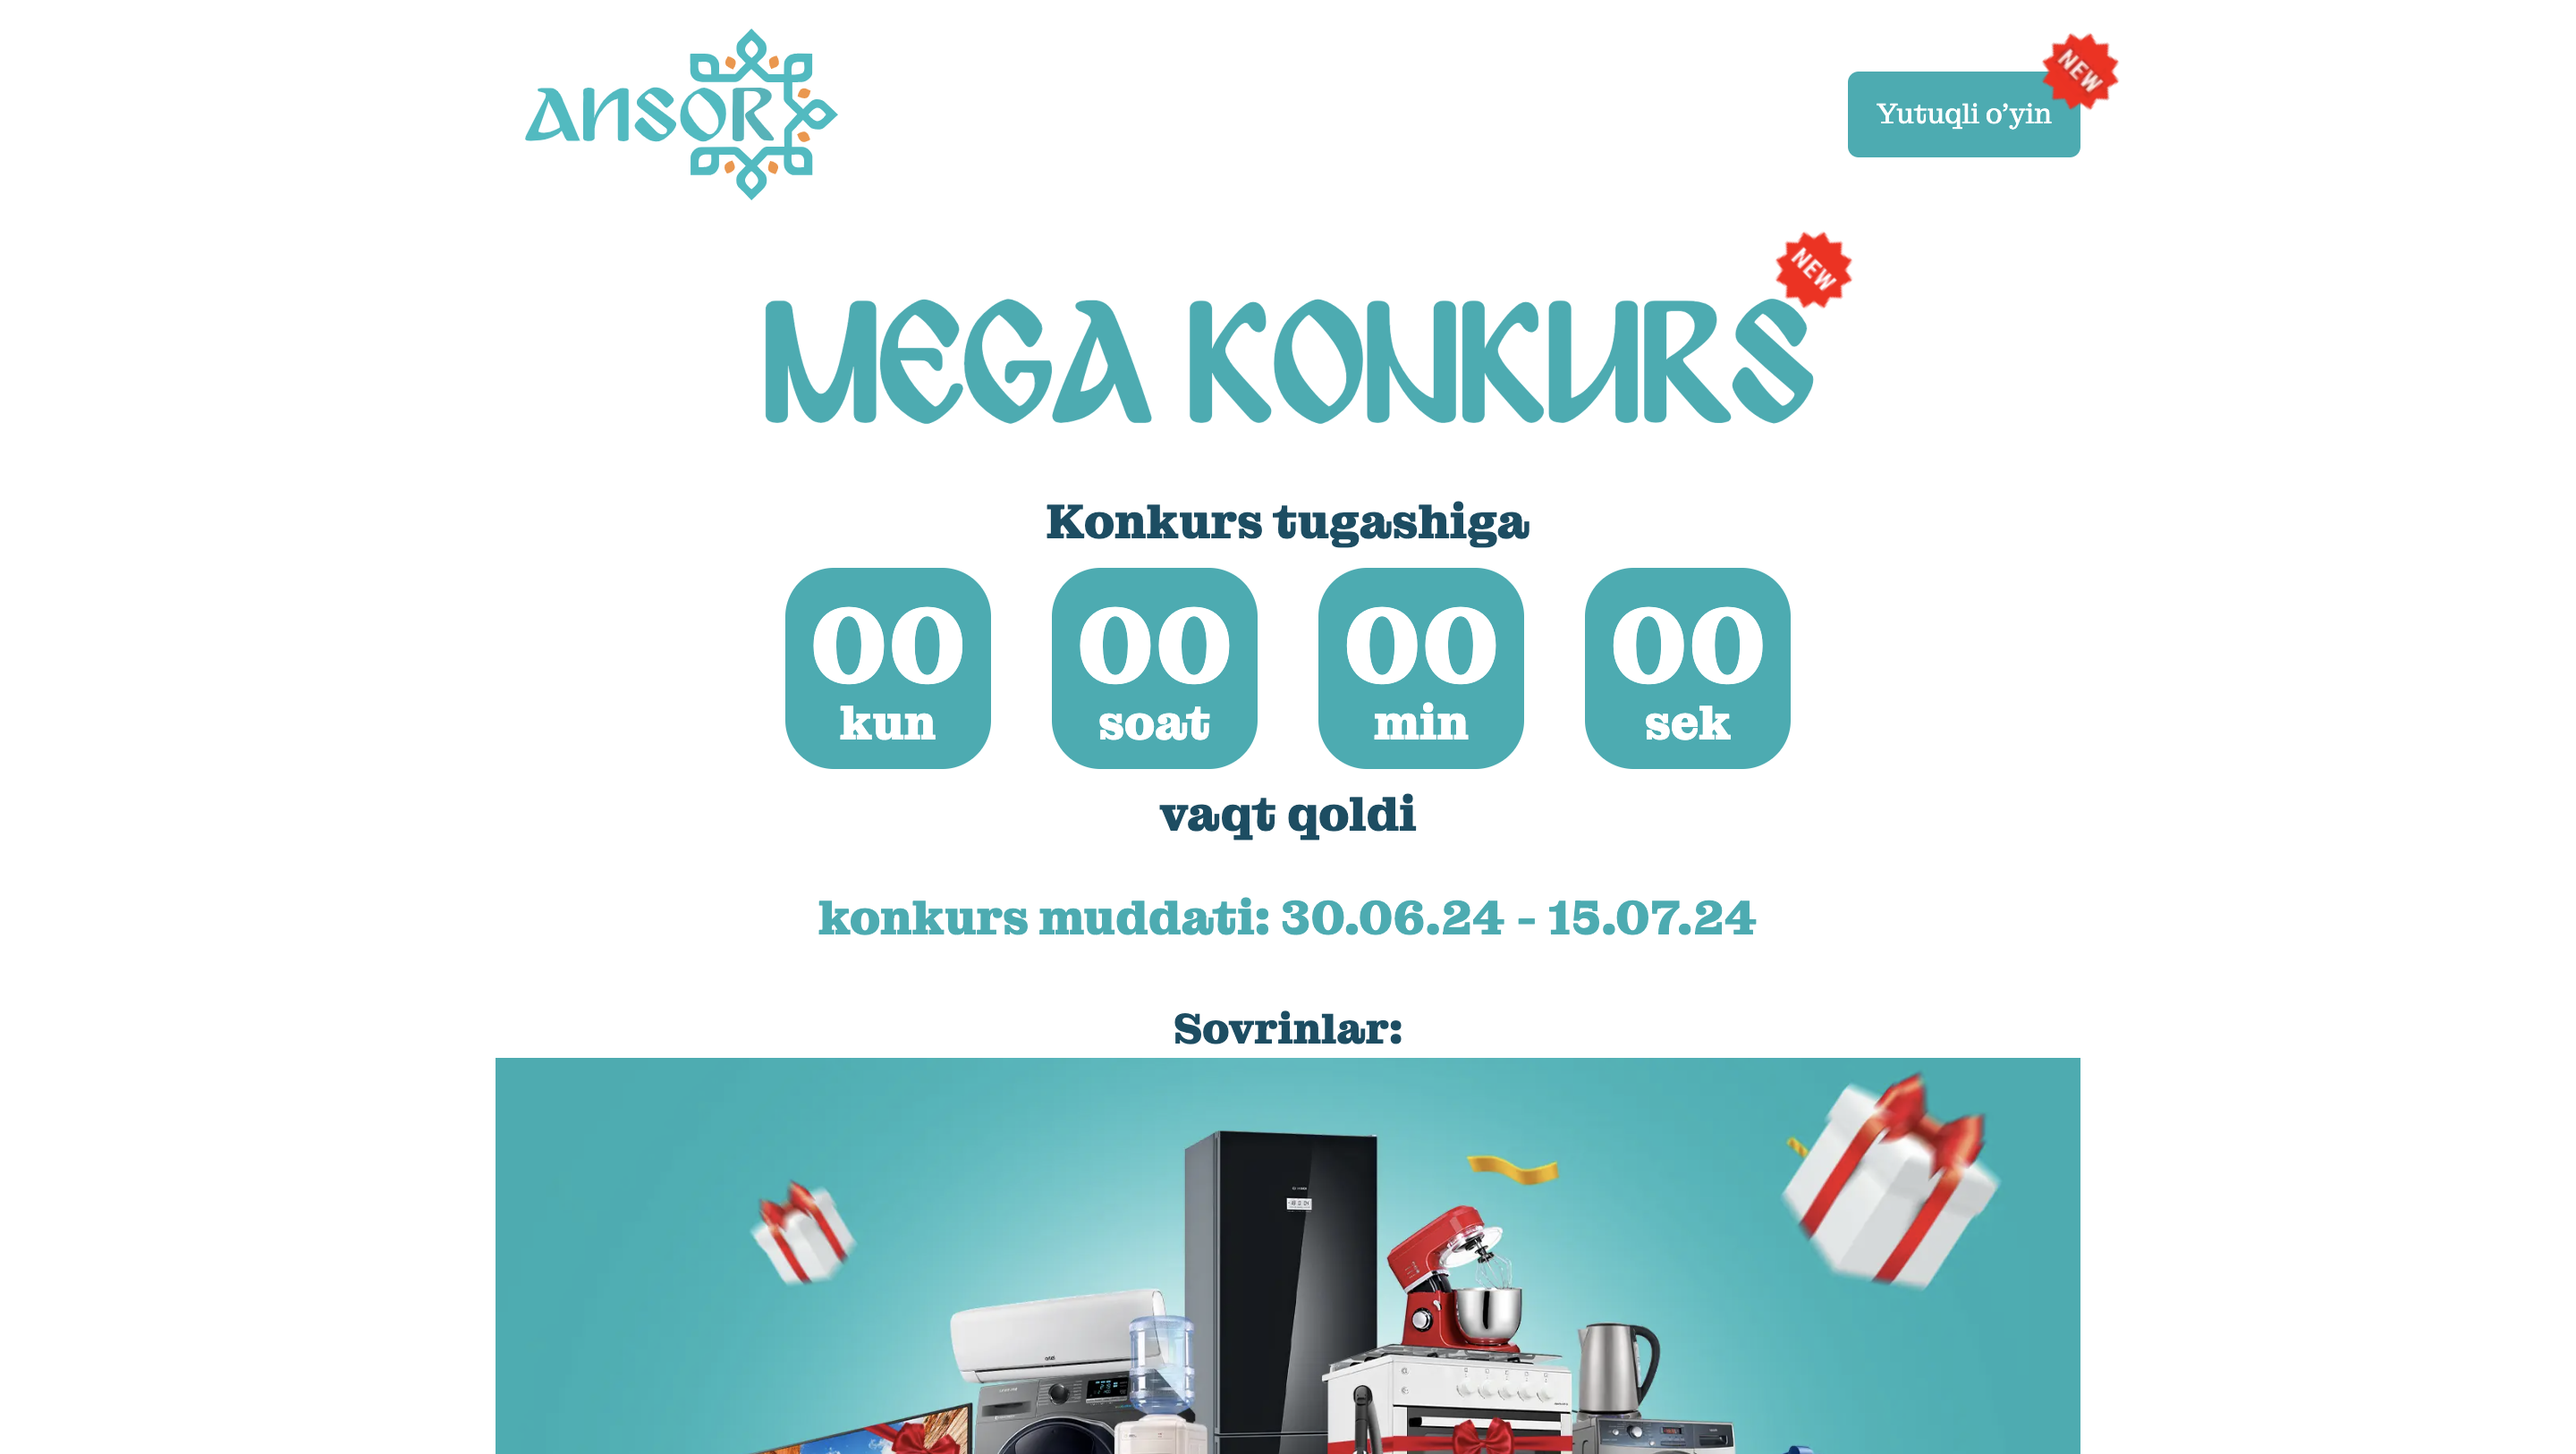 ANSOR
NEW
Yutuqli o’yin
NEW
MEGA KONKURS
Konkurs tugashiga
00 00 00 00
kun soat min sek
vaqt qoldi
konkurs muddati: 30.06.24 - 15.07.24
Sovrinlar: